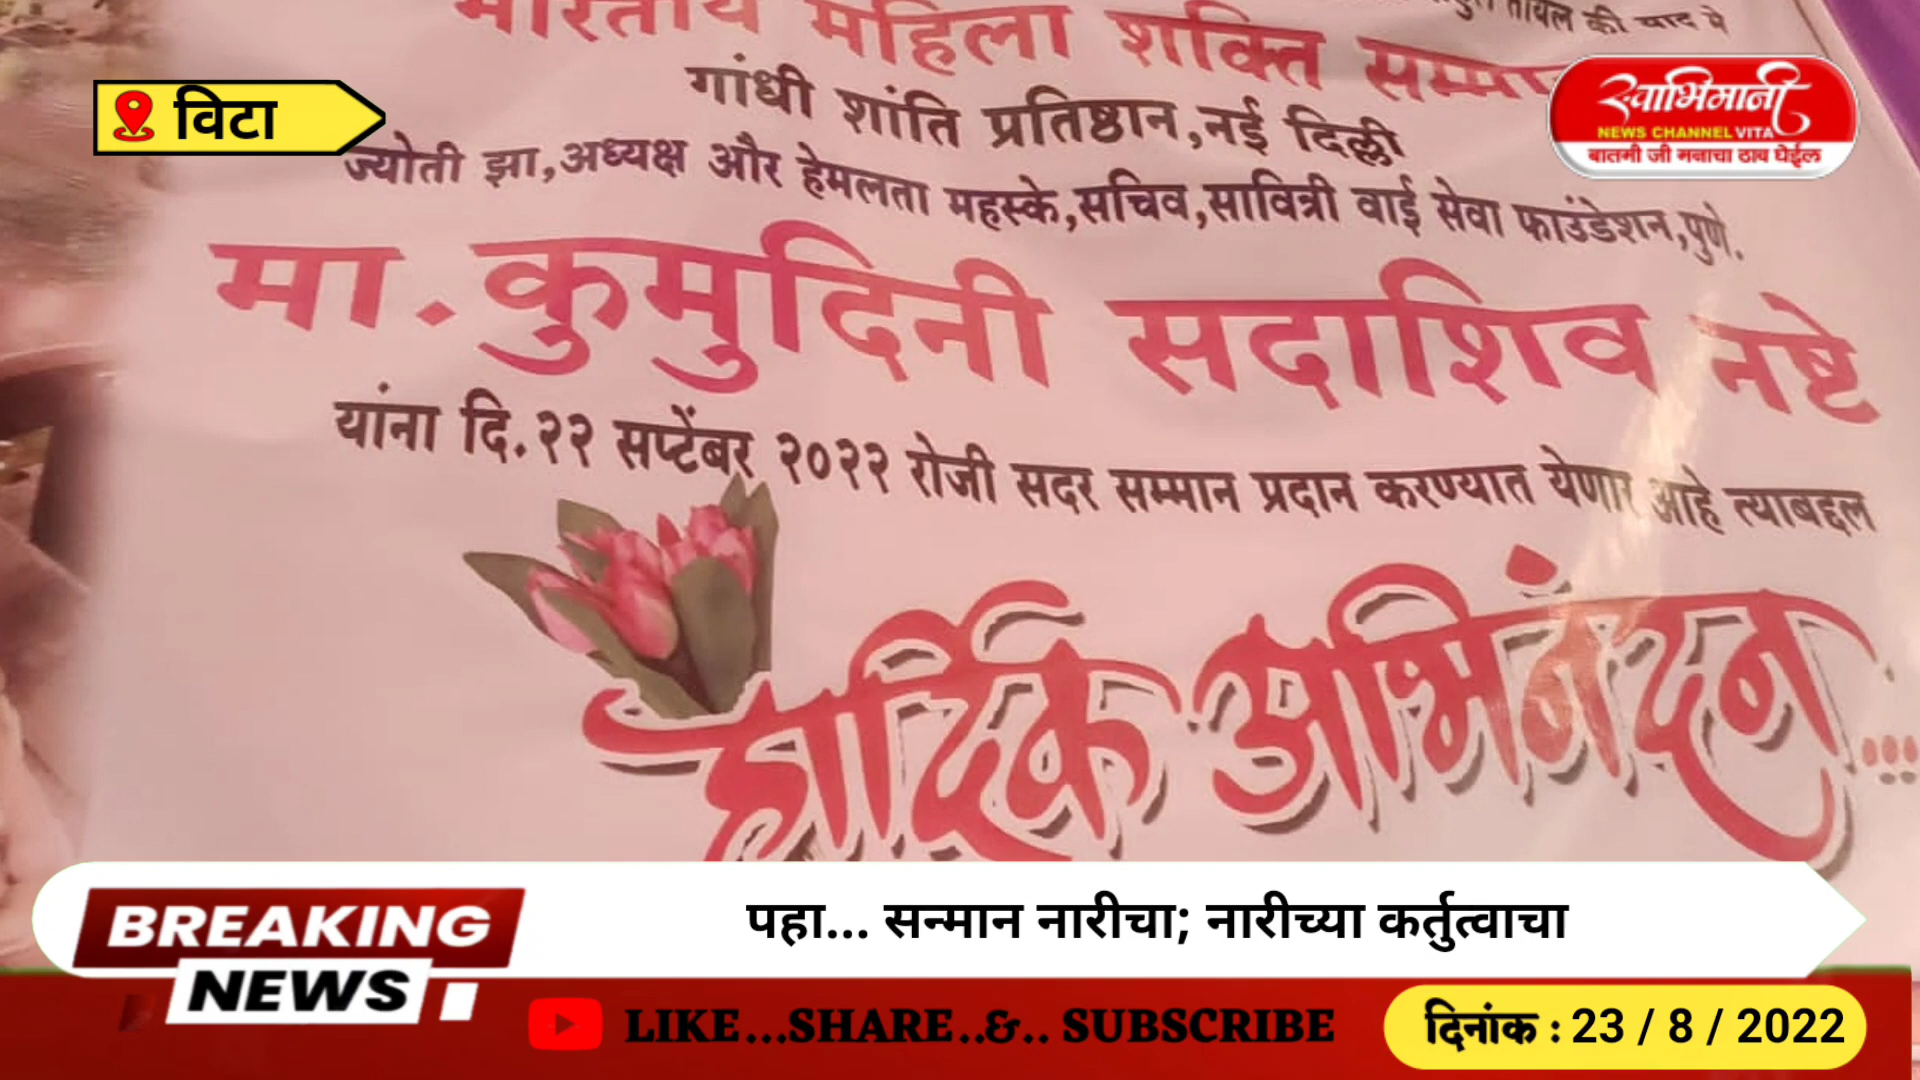 तायल की याद मे
भारतीय महिला शक्ति
गांधी शांति प्रतिष्ठान,नई दिल्ली
ज्योती झा,अध्यक्ष और हेमलता महस्के,सचिव,सावित्री वाई सेवा फाउंडेशन,पुणे.
मा. कुमुदिनी सदाशिव नष्टे
यांना दि.२२ सप्टेंबर २०२२ रोजी सदर सम्मान प्रदान करण्यात येणार आहे त्याबद्दल
हार्दिक अभिनंदन...
विटा
स्वाभिमानी
NEWS CHANNEL VITA
बातमी जी मनाचा ठाव घेईल
BREAKING
NEWS
पहा... सन्मान नारीचा; नारीच्या कर्तुत्वाचा
LIKE...SHARE..&.. SUBSCRIBE
दिनांक : 23 / 8 / 2022